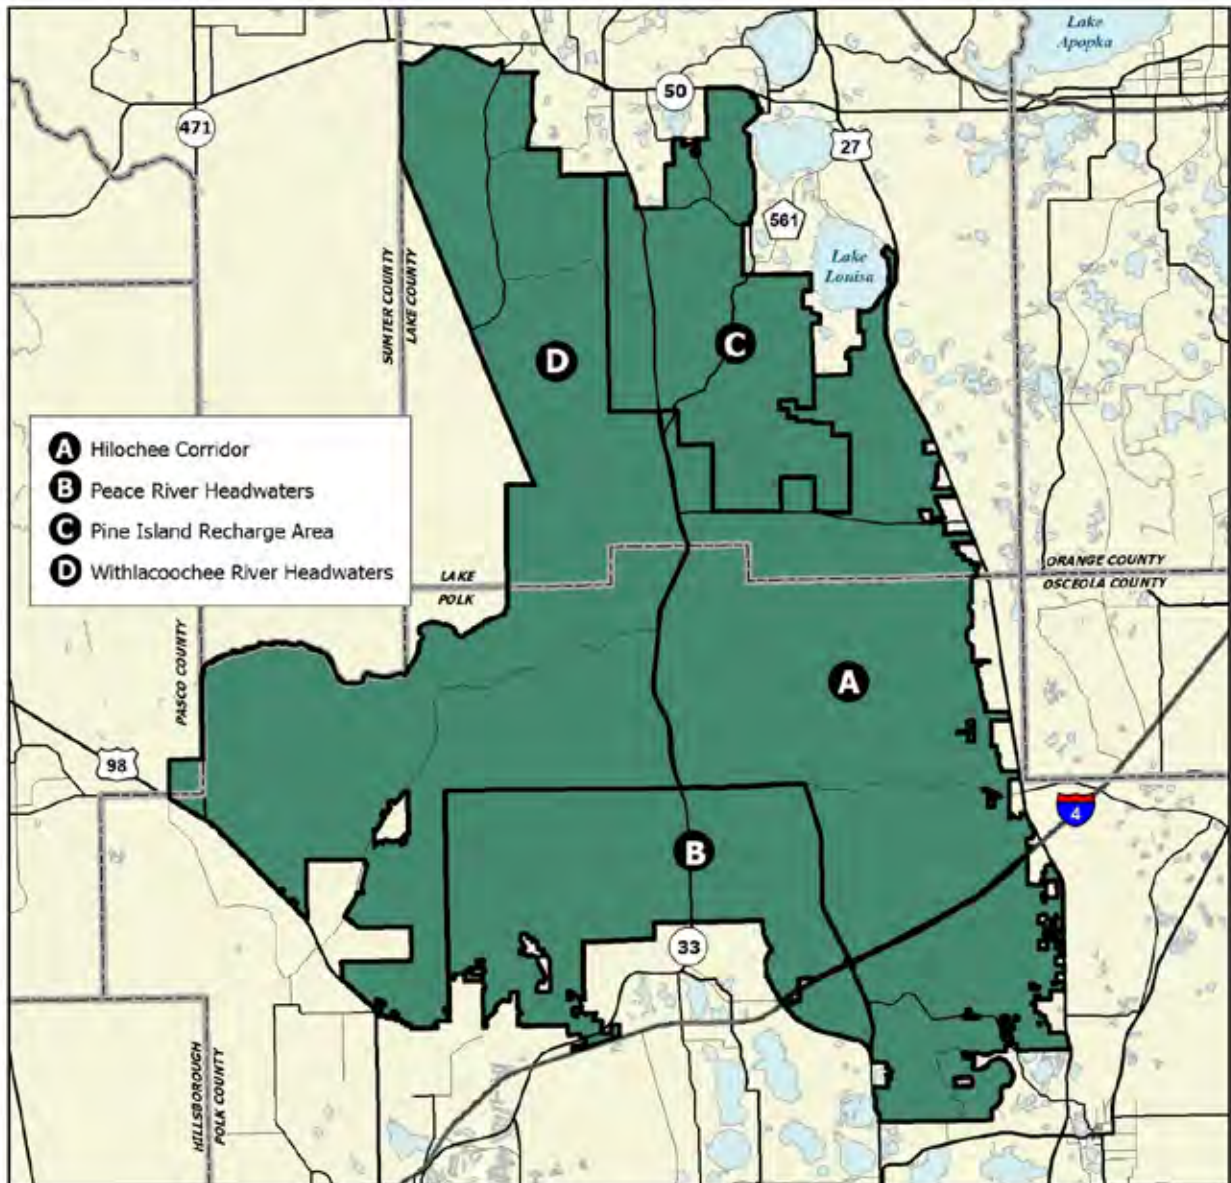 Lake
Apopka
50
471
27
561
Lake
Louisa
SUMTER COUNTY
LAKE COUNTY
D
C
A Hilochee Corridor
B Peace River Headwaters
C Pine Island Recharge Area
D Withlacoochee River Headwaters
ORANGE COUNTY
OSCEOLA COUNTY
LAKE
POLK
PASCO COUNTY
A
98
4
B
33
HILLSBOROUGH
POLK COUNTY